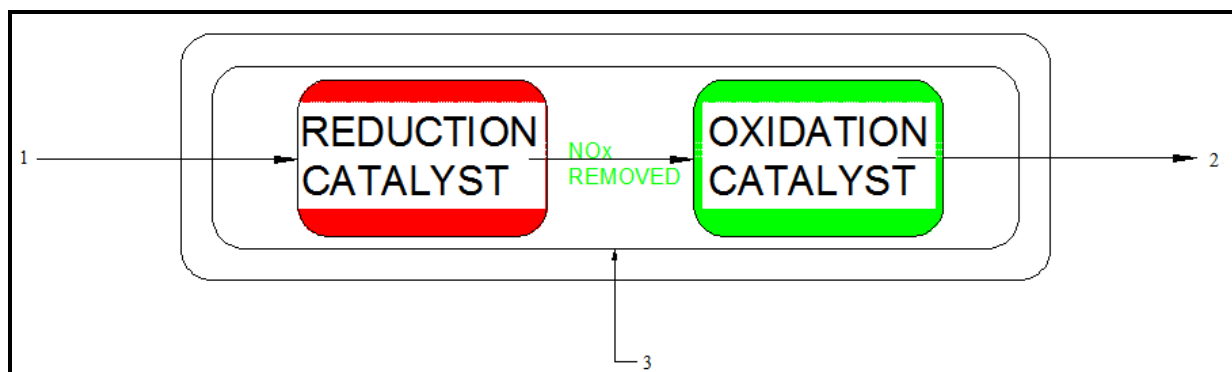 1
REDUCTION
CATALYST
NOx
REMOVED
OXIDATION
CATALYST
2
3